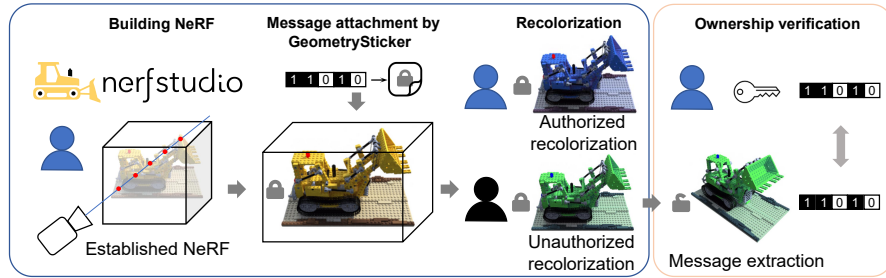 Building NeRF
nerfstudio
Established NeRF
Message attachment by
GeometrySticker
1 1 0 1 0
Recolorization
Authorized
recolorization
Unauthorized
recolorization
Ownership verification
1 1 0 1 0
1 1 0 1 0
Message extraction